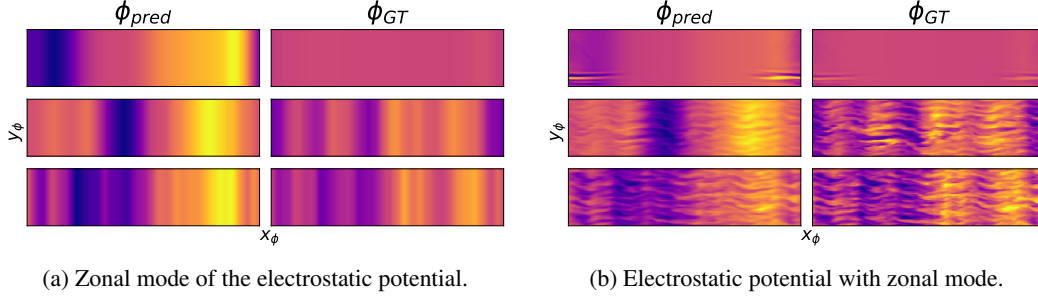 ϕpred ϕGT ϕpred ϕGT
yϕ yϕ
xϕ xϕ
(a) Zonal mode of the electrostatic potential. (b) Electrostatic potential with zonal mode.